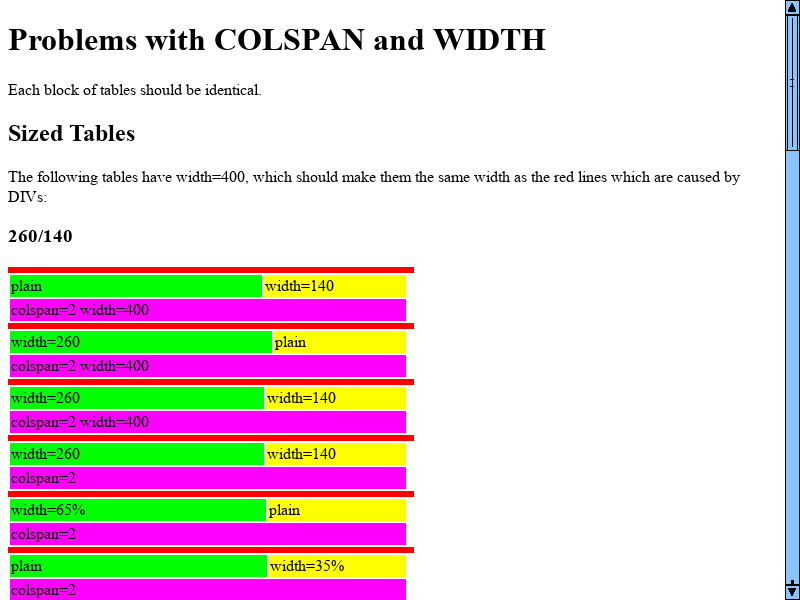 Problems with COLSPAN and WIDTH
Each block of tables should be identical.
Sized Tables
The following tables have width=400, which should make them the same width as the red lines which are caused by
DIVs:
260/140
plain width=140
colspan=2 width=400
width=260 plain
colspan=2 width=400
width=260 width=140
colspan=2 width=400
width=260 width=140
colspan=2
width=65% plain
colspan=2
plain width=35%
colspan=2